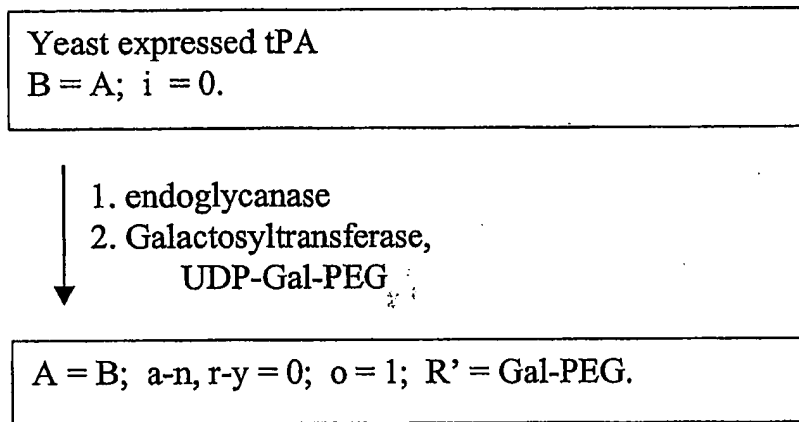 Yeast expressed tPA
B = A; i = 0.
1. endoglycanase
2. Galactosyltransferase,
UDP-Gal-PEG
A = B; a-n, r-y = 0; o = 1; R’ = Gal-PEG.